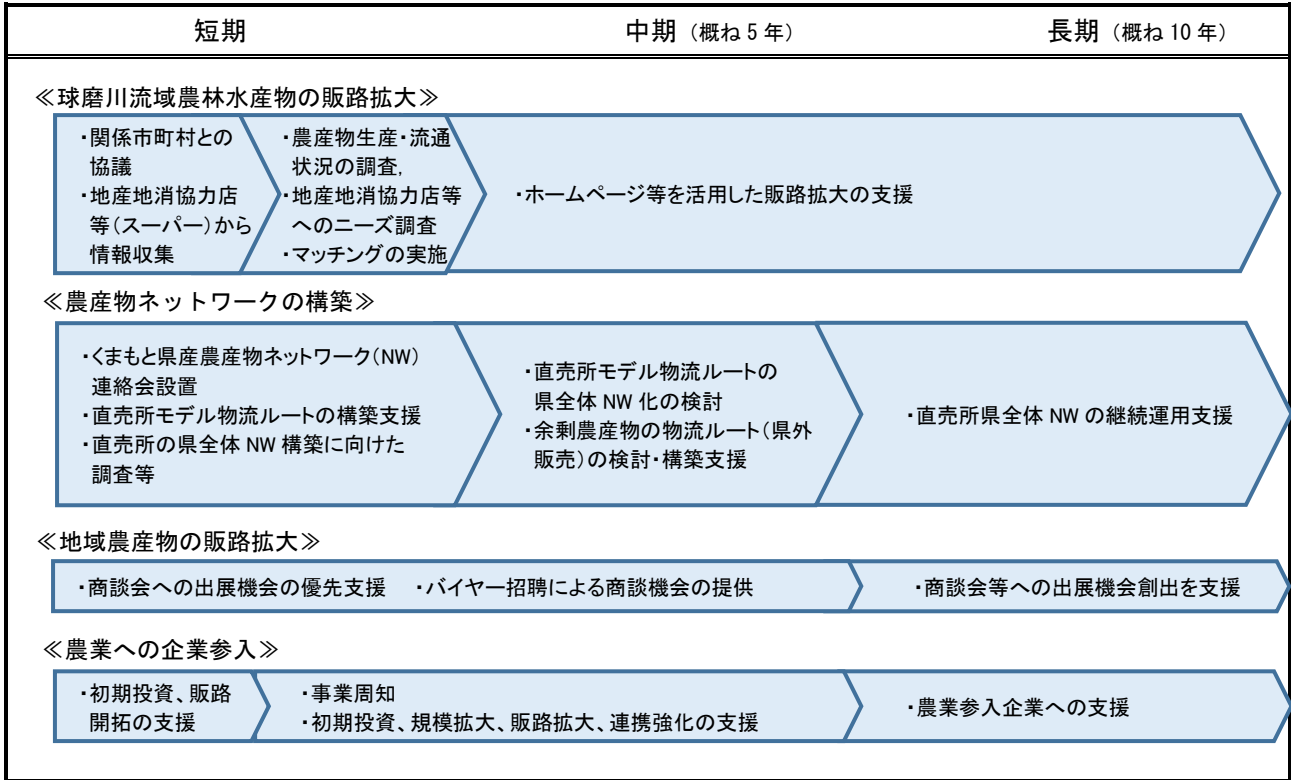 短期 中期（概ね５年） 長期（概ね 10 年）
≪球磨川流域農林水産物の販路拡大≫
・関係市町村との
協議
・地産地消協力店
等（スーパー）から
情報収集
・農産物生産・流通
状況の調査,
・地産地消協力店等
へのニーズ調査
・マッチングの実施
・ホームページ等を活用した販路拡大の支援
≪農産物ネットワークの構築≫
・くまもと県産農産物ネットワーク（NW）
連絡会設置
・直売所モデル物流ルートの構築支援
・直売所の県全体 NW 構築に向けた
調査等
・直売所モデル物流ルートの
県全体 NW 化の検討
・余剰農産物の物流ルート（県外
販売）の検討・構築支援
・直売所県全体 NW の継続運用支援
≪地域農産物の販路拡大≫
・商談会への出展機会の優先支援 ・バイヤー招聘による商談機会の提供
・商談会等への出展機会創出を支援
≪農業への企業参入≫
・初期投資、販路
開拓の支援
・事業周知
・初期投資、規模拡大、販路拡大、連携強化の支援
・農業参入企業への支援